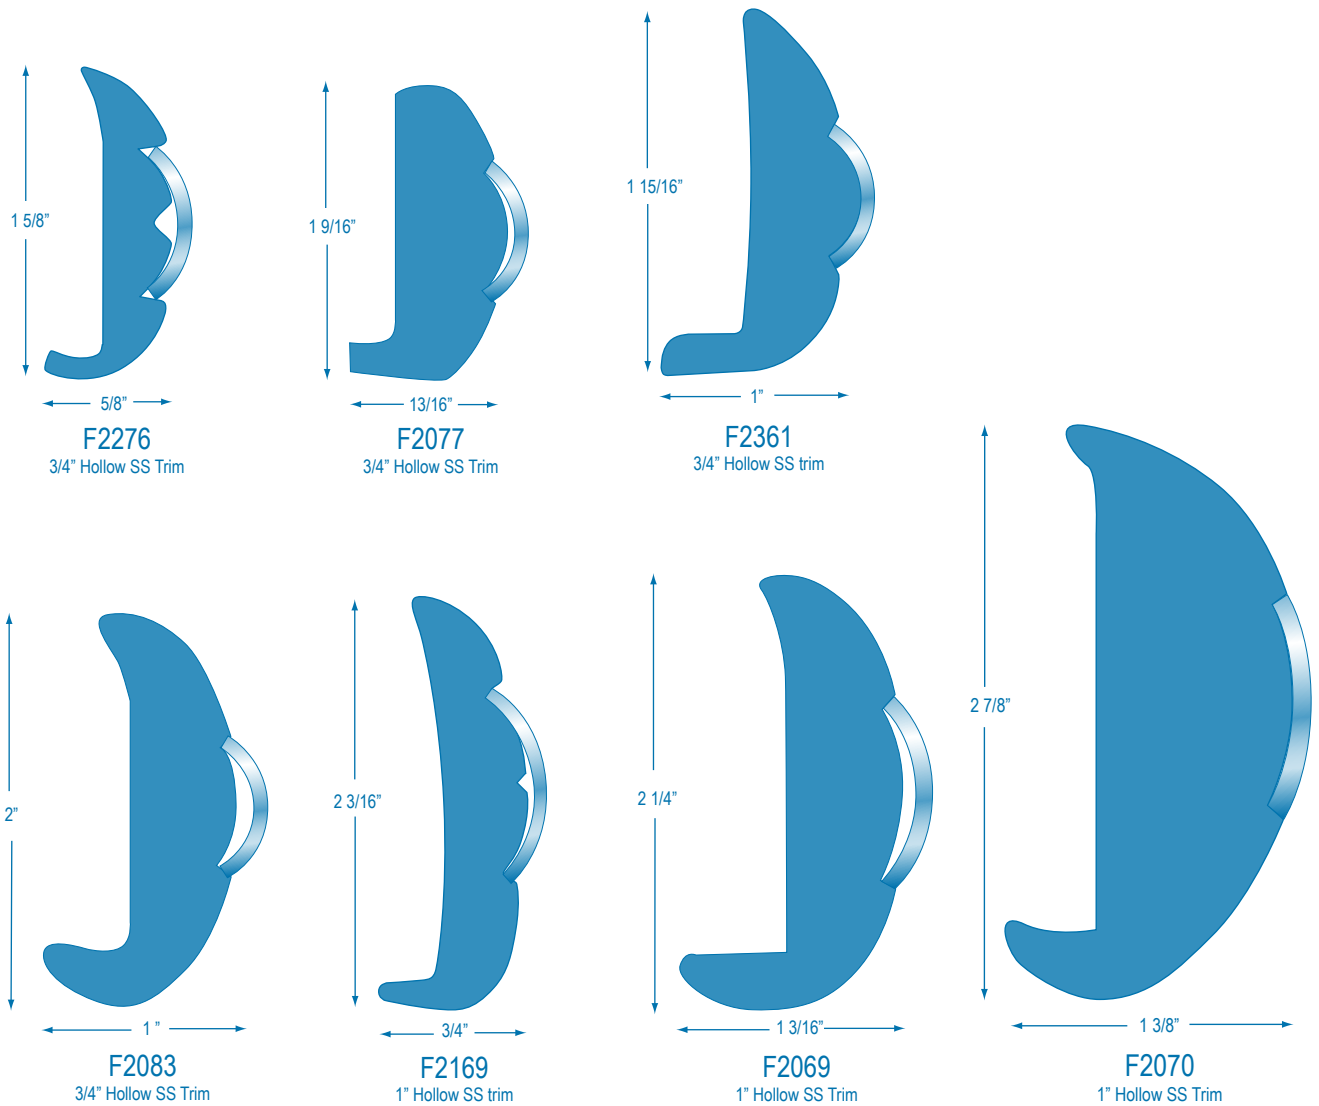 1 5/8”
5/8”
F2276
3/4” Hollow SS Trim
1 9/16”
13/16”
F2077
3/4” Hollow SS Trim
1 15/16”
1”
F2361
3/4” Hollow SS trim
2”
1 ”
F2083
3/4” Hollow SS Trim
2 3/16”
3/4”
F2169
1” Hollow SS trim
2 1/4”
1 3/16”
F2069
1” Hollow SS Trim
2 7/8”
1 3/8”
F2070
1” Hollow SS Trim